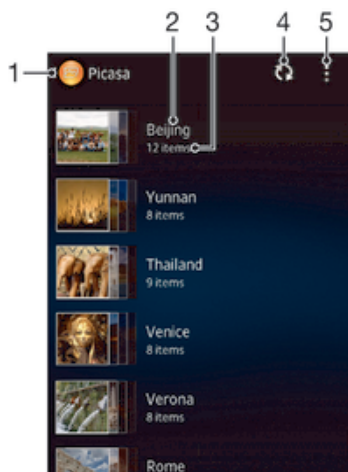 2 3 4 5
1 Picasa
Beijing
12 items
Yunnan
8 items
Thailand
9 items
Venice
8 items
Verona
8 items
Rome